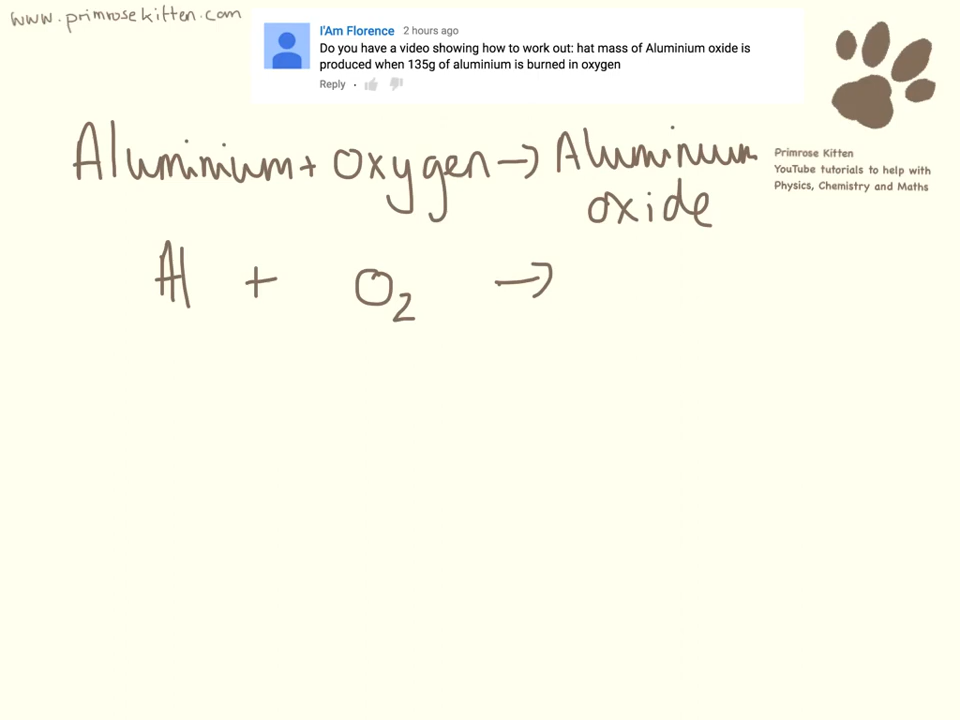 www.primrosekitten.com
I'Am Florence 2 hours ago
Do you have a video showing how to work out: hat mass of Aluminium oxide is
produced when 135g of aluminium is burned in oxygen
Reply ·
Aluminium + Oxygen → Aluminium
oxide
Primrose Kitten
YouTube tutorials to help with
Physics, Chemistry and Maths
Al + O₂ →